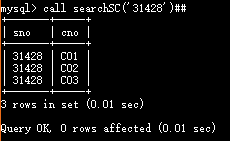 mysql> call searchSC('31428')##
+-------+-----+
| sno   | cno |
+-------+-----+
| 31428 | C01 |
| 31428 | C02 |
| 31428 | C03 |
+-------+-----+
3 rows in set (0.01 sec)
Query OK, 0 rows affected (0.01 sec)